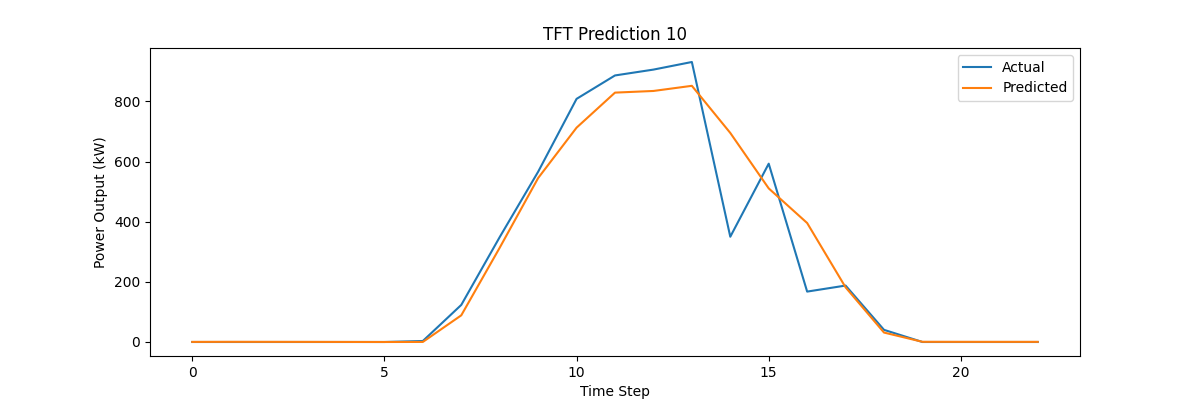 TFT Prediction 10
Actual
Predicted
Power Output (kW)
800
600
400
200
0
0 5 10 15 20
Time Step